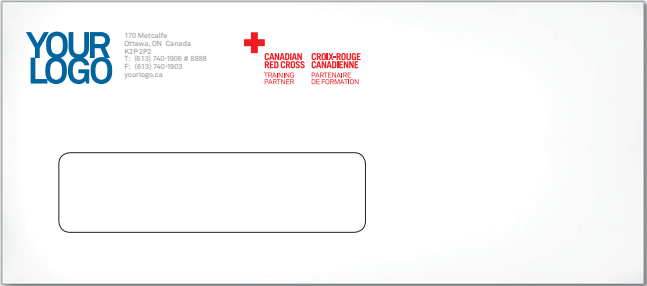 YOUR
LOGO
170 Metcalfe
Ottawa, ON  Canada
K2P 2P2
T:  (613) 740-1906 # 8888
F:  (613) 740-1903
yourlogo.ca
CANADIAN
RED CROSS
TRAINING
PARTNER
CROIX-ROUGE
CANADIENNE
PARTENAIRE
DE FORMATION